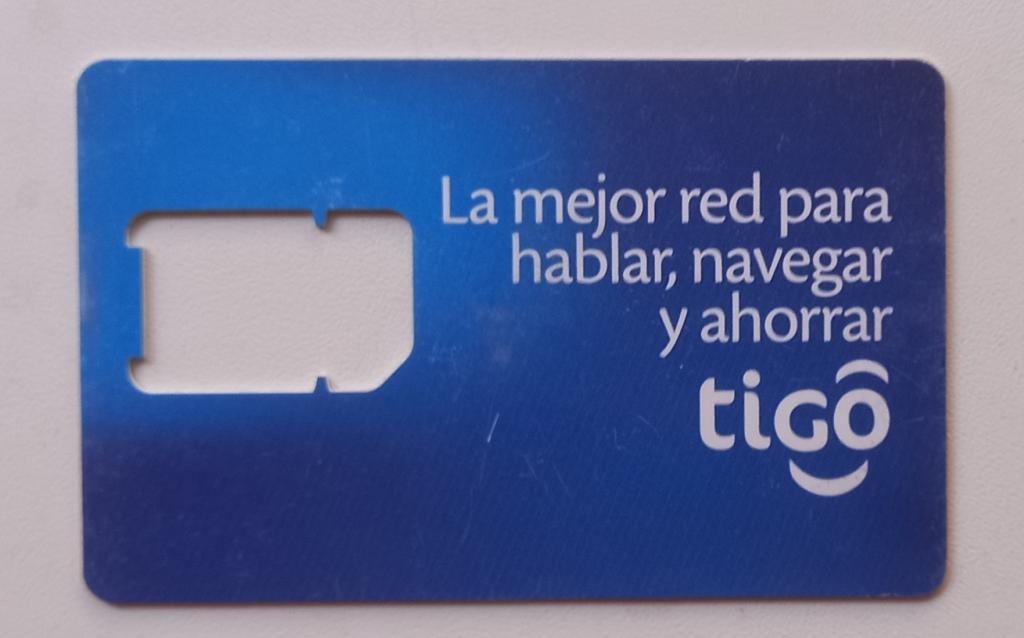 La mejor red para
hablar, navegar
y ahorrar
tigo